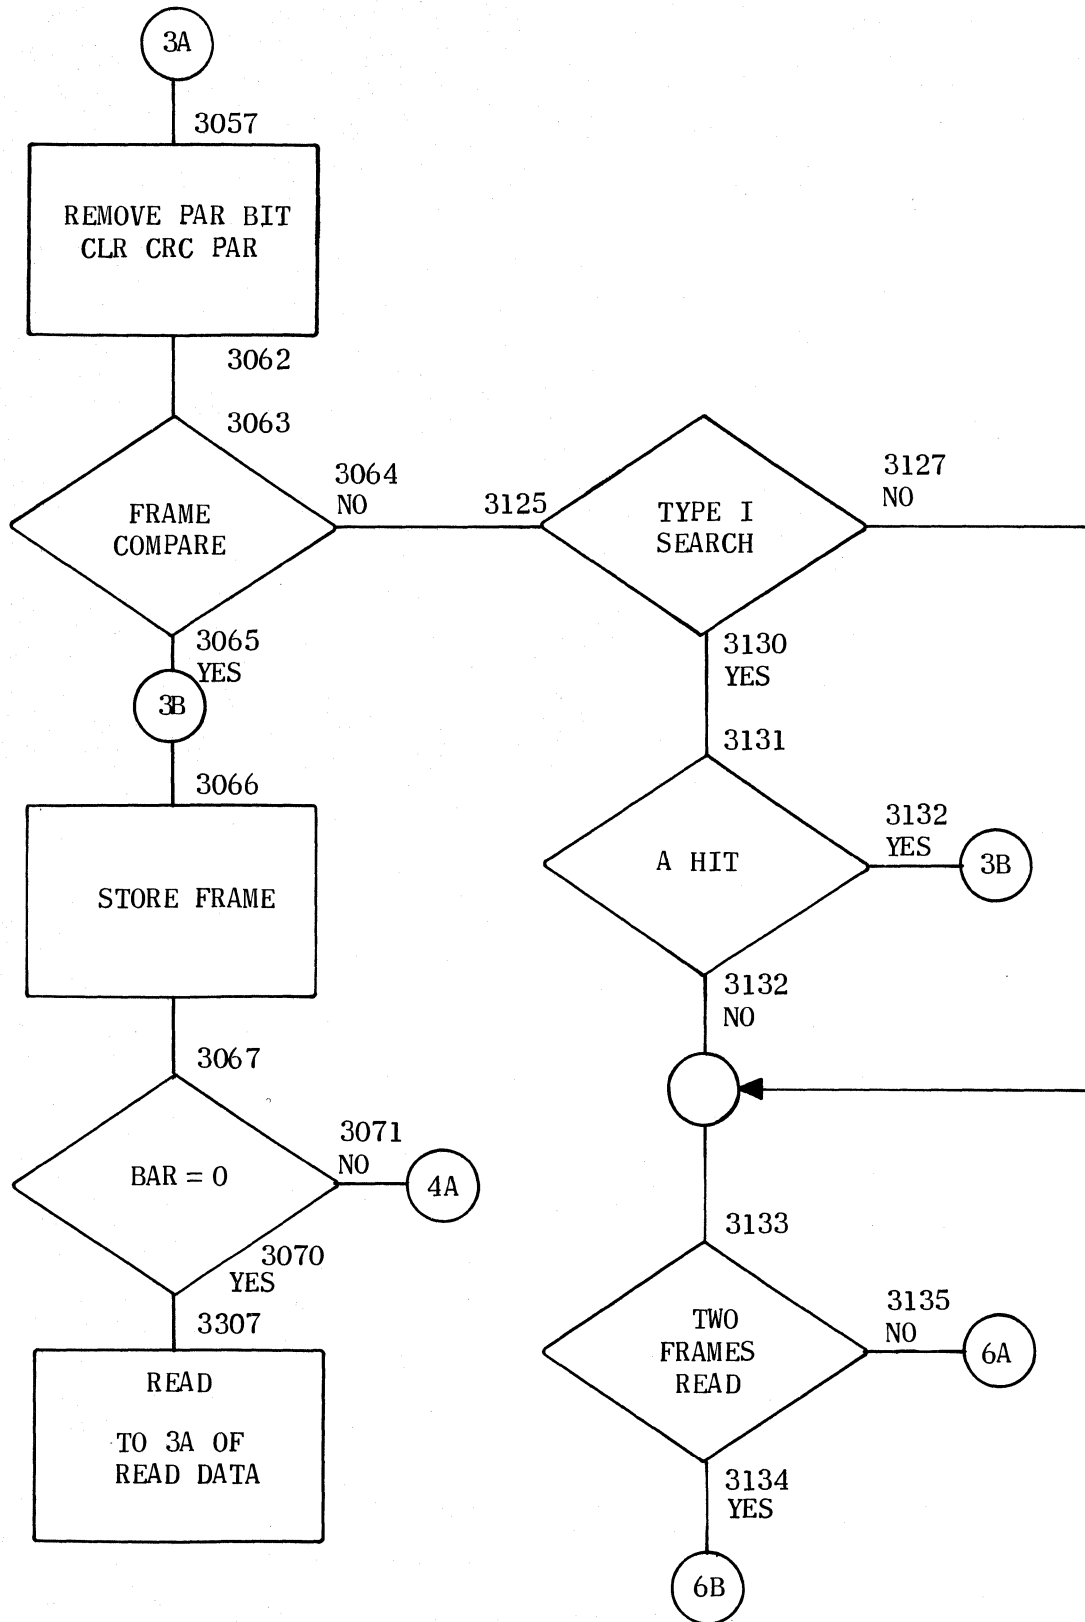 3A
3057
REMOVE PAR BIT
CLR CRC PAR
3062
3063
FRAME
COMPARE
3064
NO
3065
YES
3B
3066
STORE FRAME
3067
BAR = 0
3071
NO
4A
3070
YES
3307
READ
TO 3A OF
READ DATA
3125
TYPE I
SEARCH
3127
NO
3130
YES
3131
A HIT
3132
YES
3B
3132
NO
3133
TWO
FRAMES
READ
3135
NO
6A
3134
YES
6B